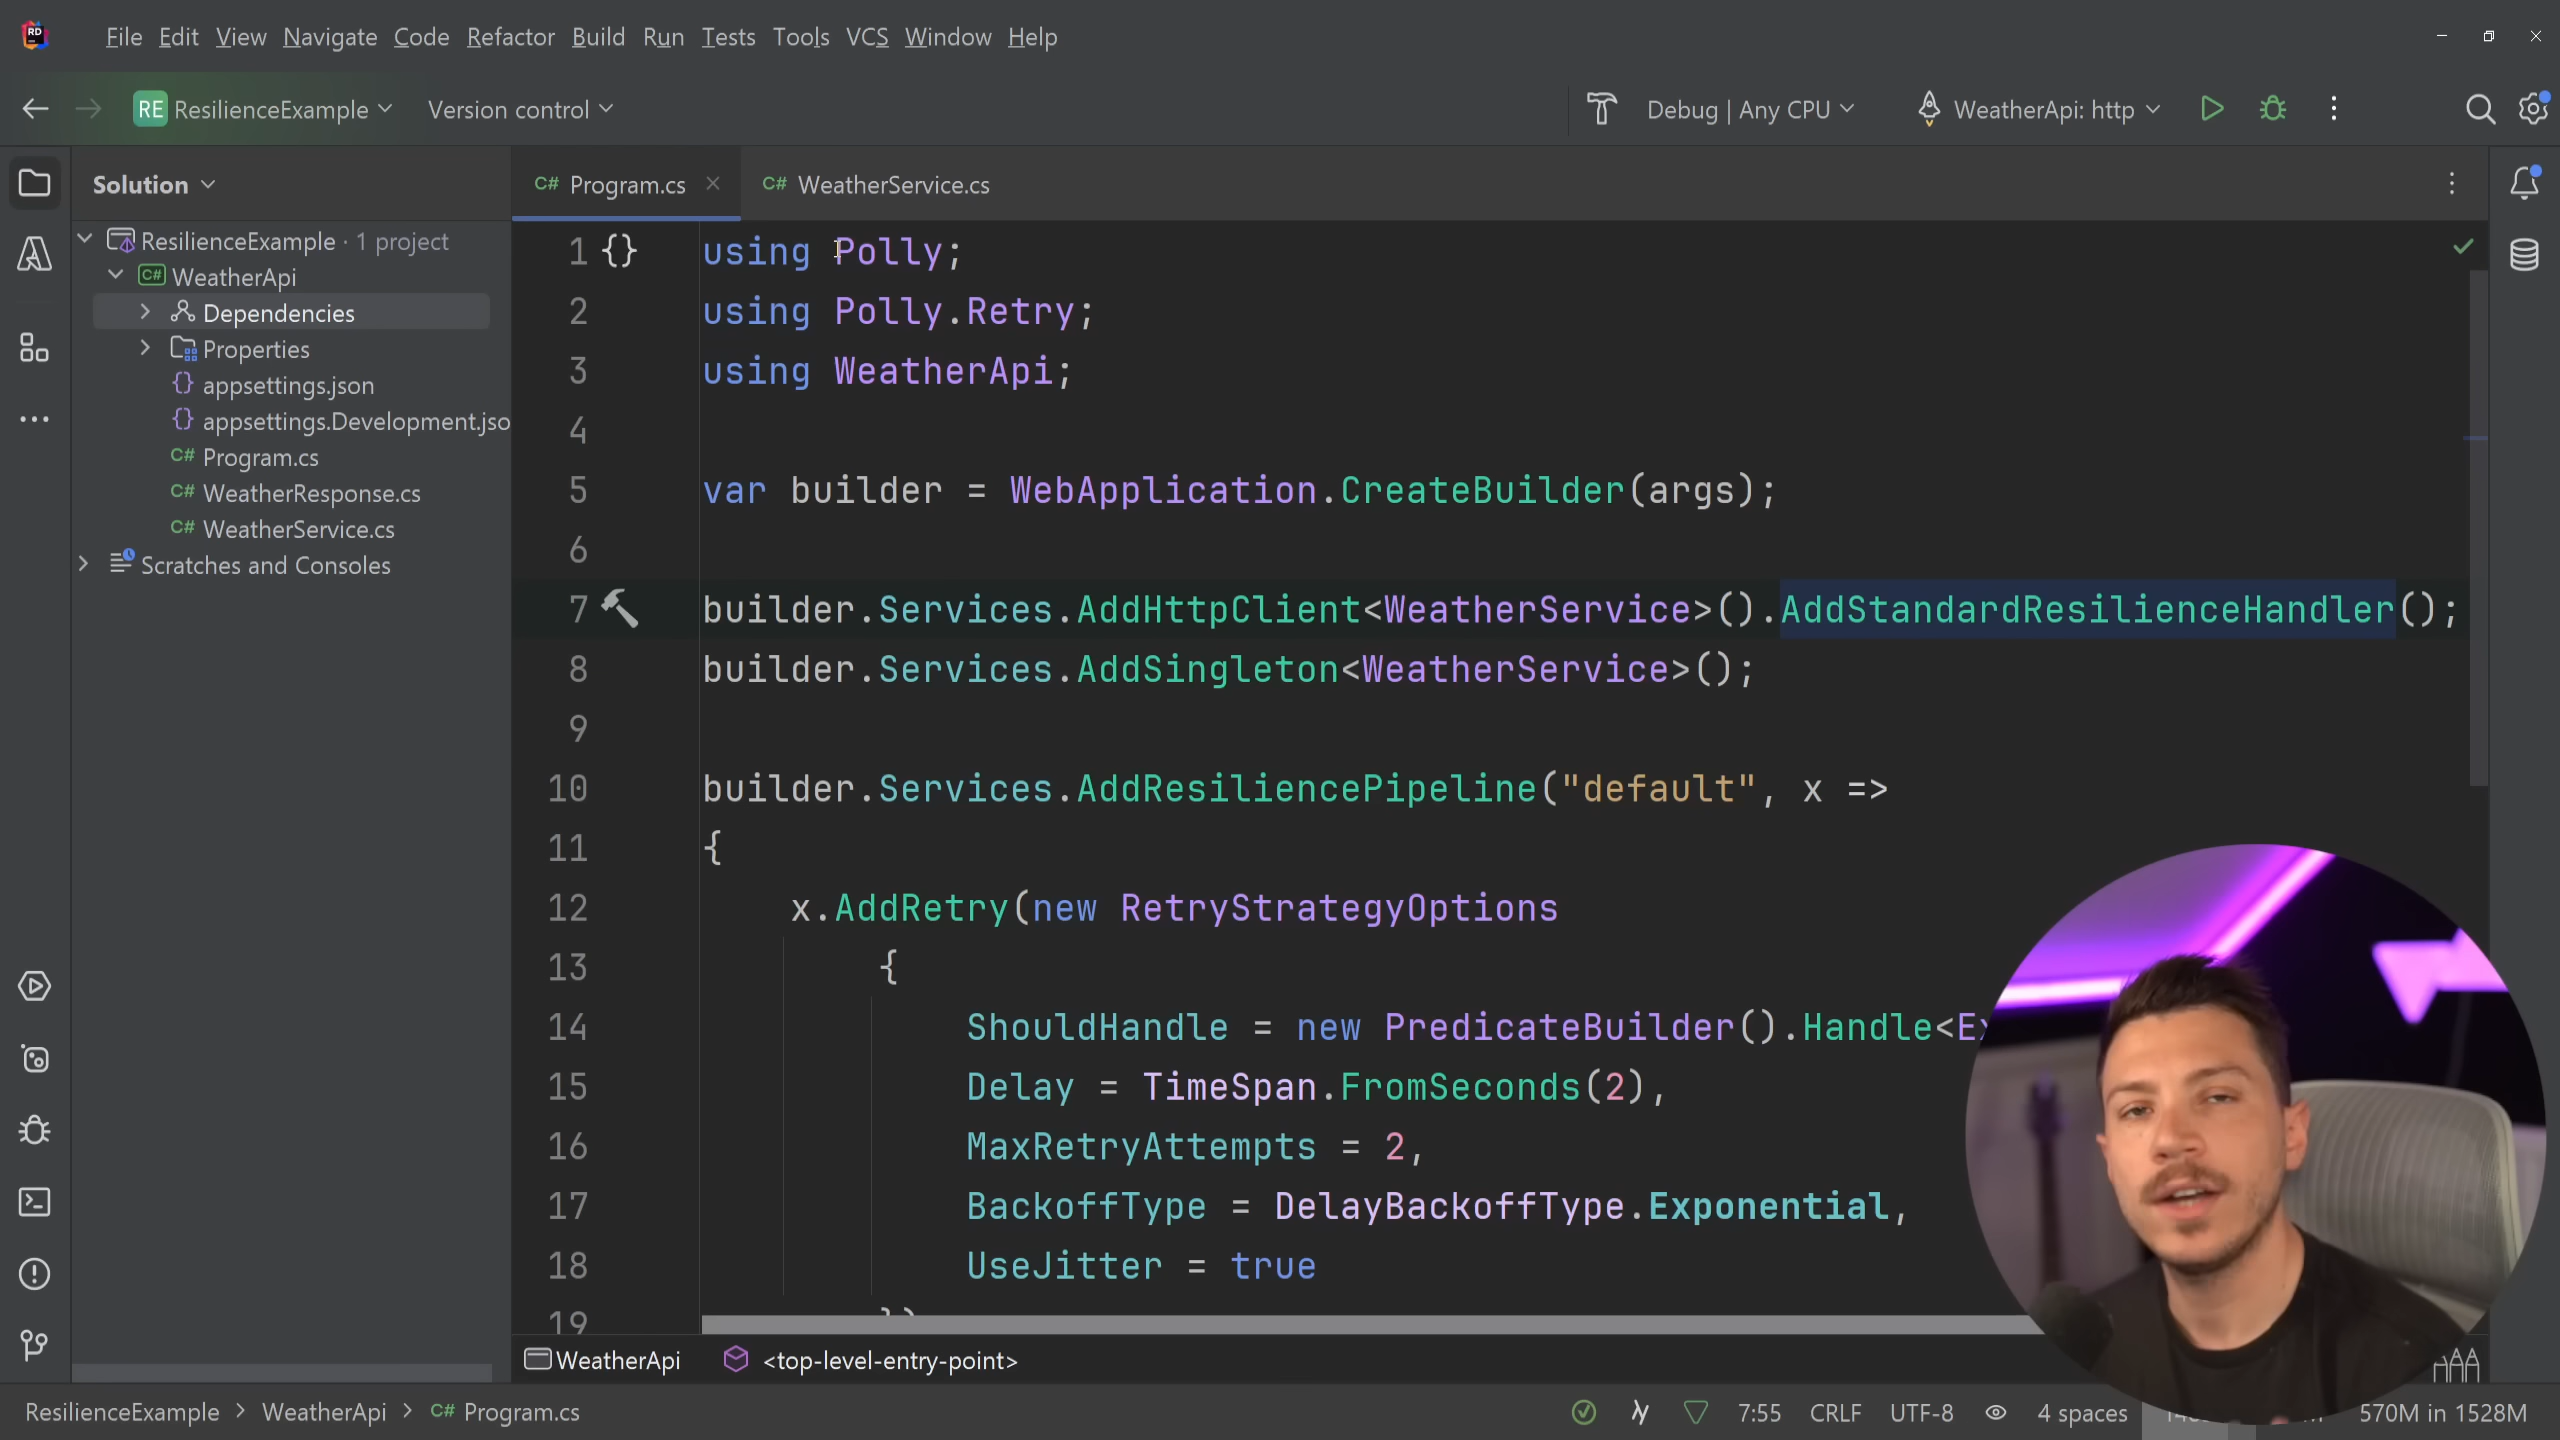 RD File Edit View Navigate Code Refactor Build Run Tests Tools VCS Window Help
RE ResilienceExample Version control Debug | Any CPU WeatherApi: http
Solution
C# Program.cs C# WeatherService.cs
ResilienceExample · 1 project
C# WeatherApi
Dependencies
Properties
{} appsettings.json
{} appsettings.Development.jso
C# Program.cs
C# WeatherResponse.cs
C# WeatherService.cs
Scratches and Consoles
1 {} using Polly;
2 using Polly.Retry;
3 using WeatherApi;
4
5 var builder = WebApplication.CreateBuilder(args);
6
7 builder.Services.AddHttpClient<WeatherService>().AddStandardResilienceHandler();
8 builder.Services.AddSingleton<WeatherService>();
9
10 builder.Services.AddResiliencePipeline("default", x =>
11 {
12 x.AddRetry(new RetryStrategyOptions
13 {
14 ShouldHandle = new PredicateBuilder().Handle<Ex
15 Delay = TimeSpan.FromSeconds(2),
16 MaxRetryAttempts = 2,
17 BackoffType = DelayBackoffType.Exponential,
18 UseJitter = true
19 })
WeatherApi <top-level-entry-point>
ResilienceExample > WeatherApi > C# Program.cs 7:55 CRLF UTF-8 4 spaces 570M in 1528M